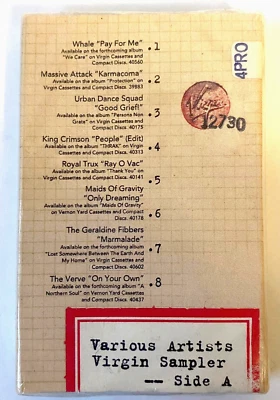 Whale "Pay For Me" .1
Available on the forthcoming album
"We Care" on Virgin Cassettes and
Compact Discs. 40560
Massive Attack "Karmacoma" .2
Available on the album "Protection" on
Virgin Cassettes and
Compact Discs. 39883
Urban Dance Squad .3
"Good Grief!"
Available on the album "Persona Non
Grata" on Virgin Cassettes and
Compact Discs. 40175
King Crimson "People" (Edit) .4
Available on the album "THRAK" on Virgin
Cassettes and Compact Discs. 40313
Royal Trux "Ray O Vac" .5
Available on the album "Thank You" on
Virgin Cassettes and Compact Discs. 40141
Maids Of Gravity .6
"Only Dreaming"
Available on the album "Maids Of Gravity"
on Vernon Yard Cassettes and
Compact Discs. 40178
The Geraldine Fibbers .7
"Marmalade"
Available on the forthcoming album
"Lost Somewhere Between The Earth And
My Home" on Virgin Cassettes and
Compact Discs. 40602
The Verve "On Your Own" .8
Available on the forthcoming album "A
Northern Soul" on Vernon Yard Cassettes
and Compact Discs. 40437
4PRO
Virgin
12730
Various Artists
Virgin Sampler
-- Side A